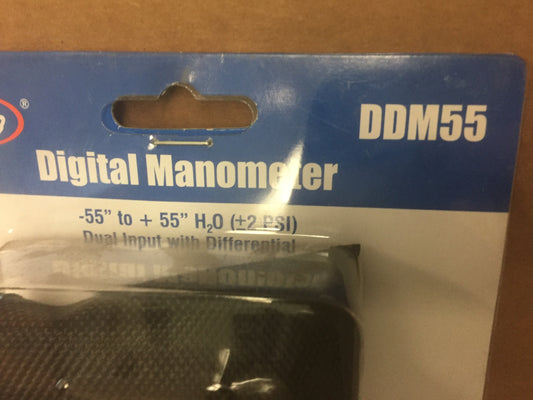 ®
DDM55
Digital Manometer
-55" to + 55" H₂O (±2 PSI)
Dual Input with Differential